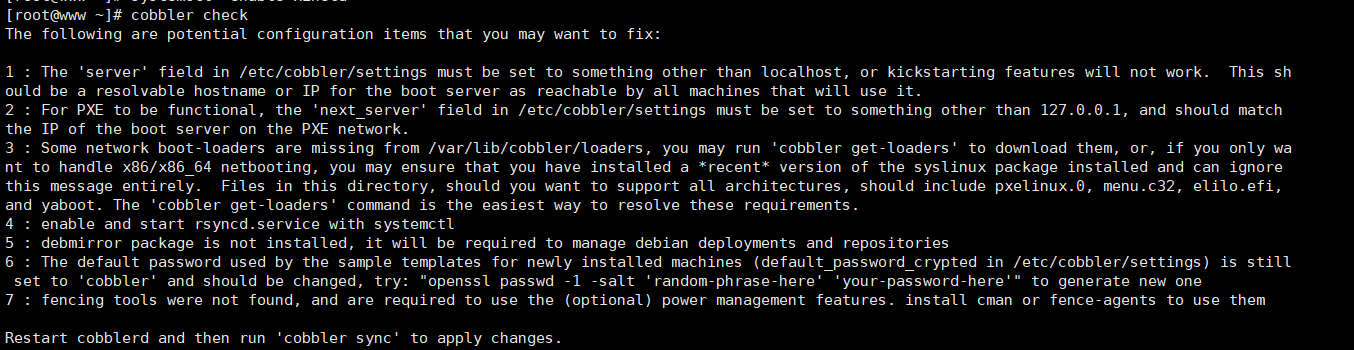 [root@www ~]# cobbler check
The following are potential configuration items that you may want to fix:
1 : The 'server' field in /etc/cobbler/settings must be set to something other than localhost, or kickstarting features will not work.  This sh
ould be a resolvable hostname or IP for the boot server as reachable by all machines that will use it.
2 : For PXE to be functional, the 'next_server' field in /etc/cobbler/settings must be set to something other than 127.0.0.1, and should match
the IP of the boot server on the PXE network.
3 : Some network boot-loaders are missing from /var/lib/cobbler/loaders, you may run 'cobbler get-loaders' to download them, or, if you only wa
nt to handle x86/x86_64 netbooting, you may ensure that you have installed a *recent* version of the syslinux package installed and can ignore
this message entirely.  Files in this directory, should you want to support all architectures, should include pxelinux.0, menu.c32, elilo.efi,
and yaboot. The 'cobbler get-loaders' command is the easiest way to resolve these requirements.
4 : enable and start rsyncd.service with systemctl
5 : debmirror package is not installed, it will be required to manage debian deployments and repositories
6 : The default password used by the sample templates for newly installed machines (default_password_crypted in /etc/cobbler/settings) is still
 set to 'cobbler' and should be changed, try: "openssl passwd -1 -salt 'random-phrase-here' 'your-password-here'" to generate new one
7 : fencing tools were not found, and are required to use the (optional) power management features. install cman or fence-agents to use them
Restart cobblerd and then run 'cobbler sync' to apply changes.